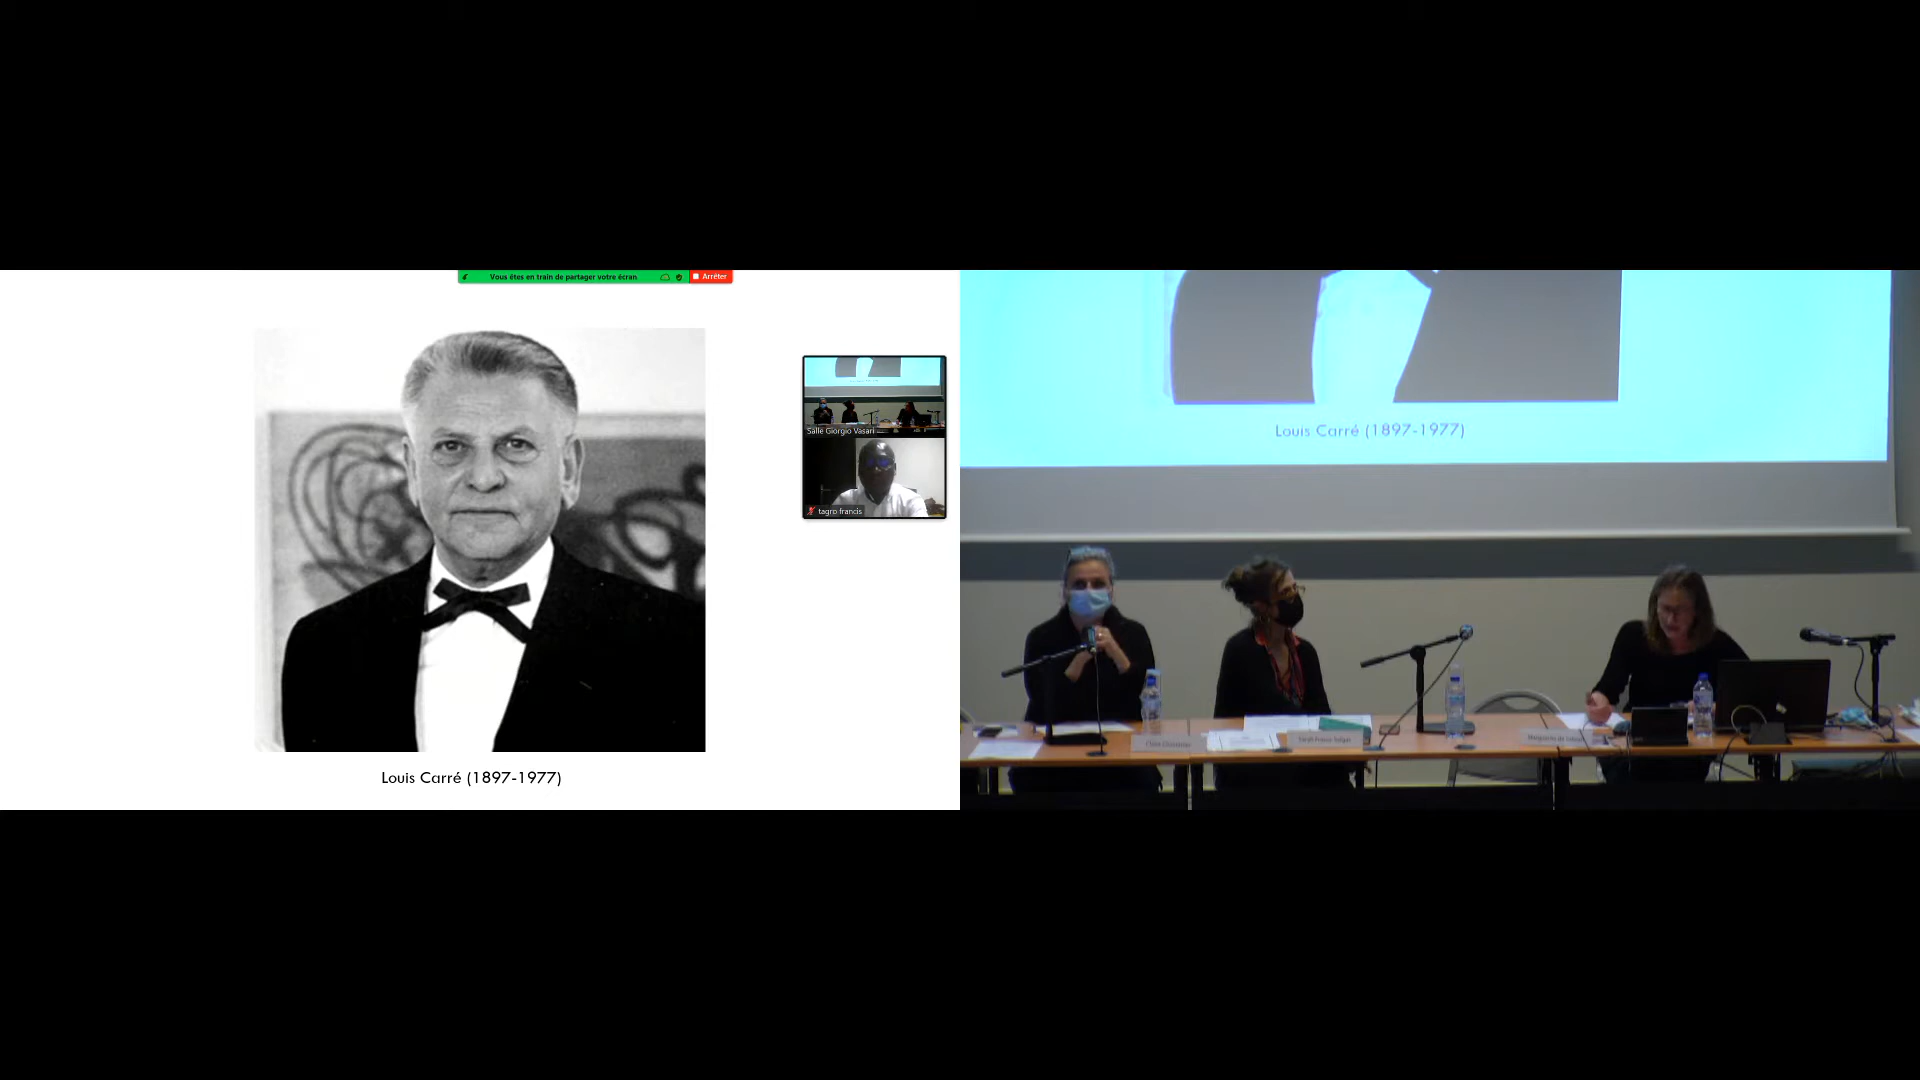 Vous êtes en train de partager votre écran
Arrêter
Salle Giorgio Vasari
tagro francis
Louis Carré (1897-1977)
Louis Carré (1897-1977)